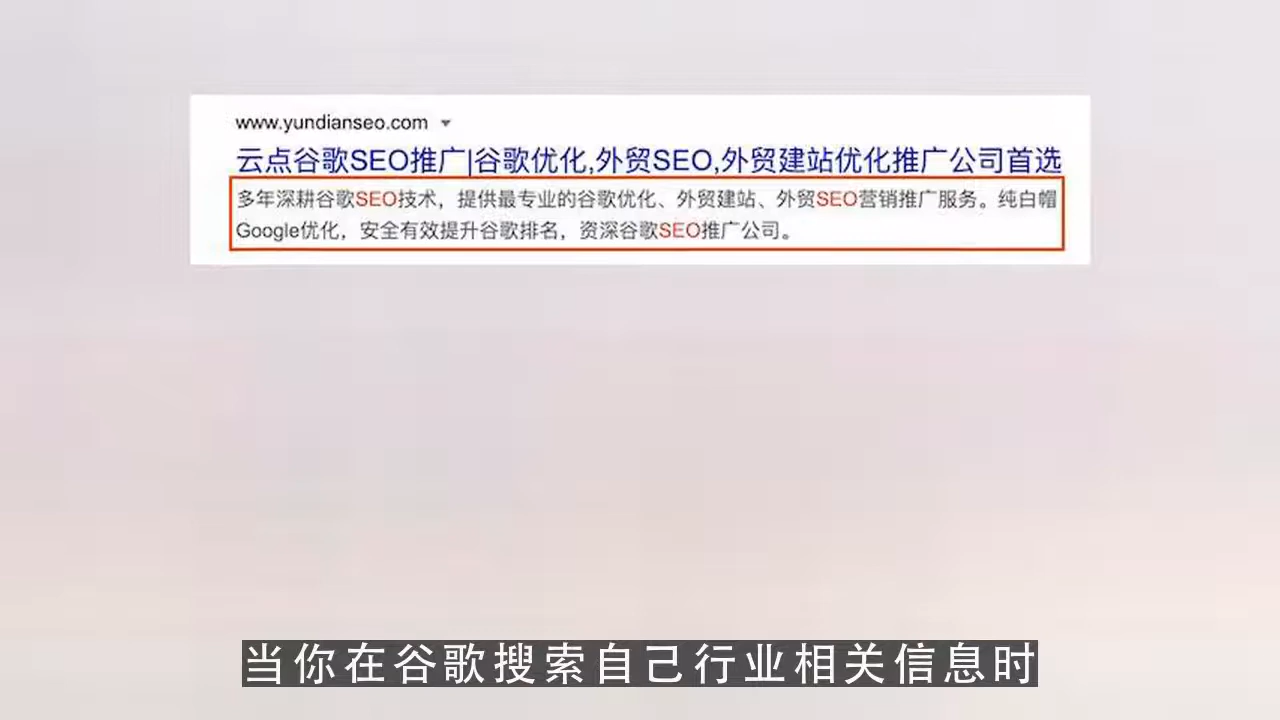 www.yundianseo.com
云点谷歌SEO推广|谷歌优化,外贸SEO,外贸建站优化推广公司首选
多年深耕谷歌SEO技术，提供最专业的谷歌优化、外贸建站、外贸SEO营销推广服务。纯白帽
Google优化，安全有效提升谷歌排名，资深谷歌SEO推广公司。
当你在谷歌搜索自己行业相关信息时